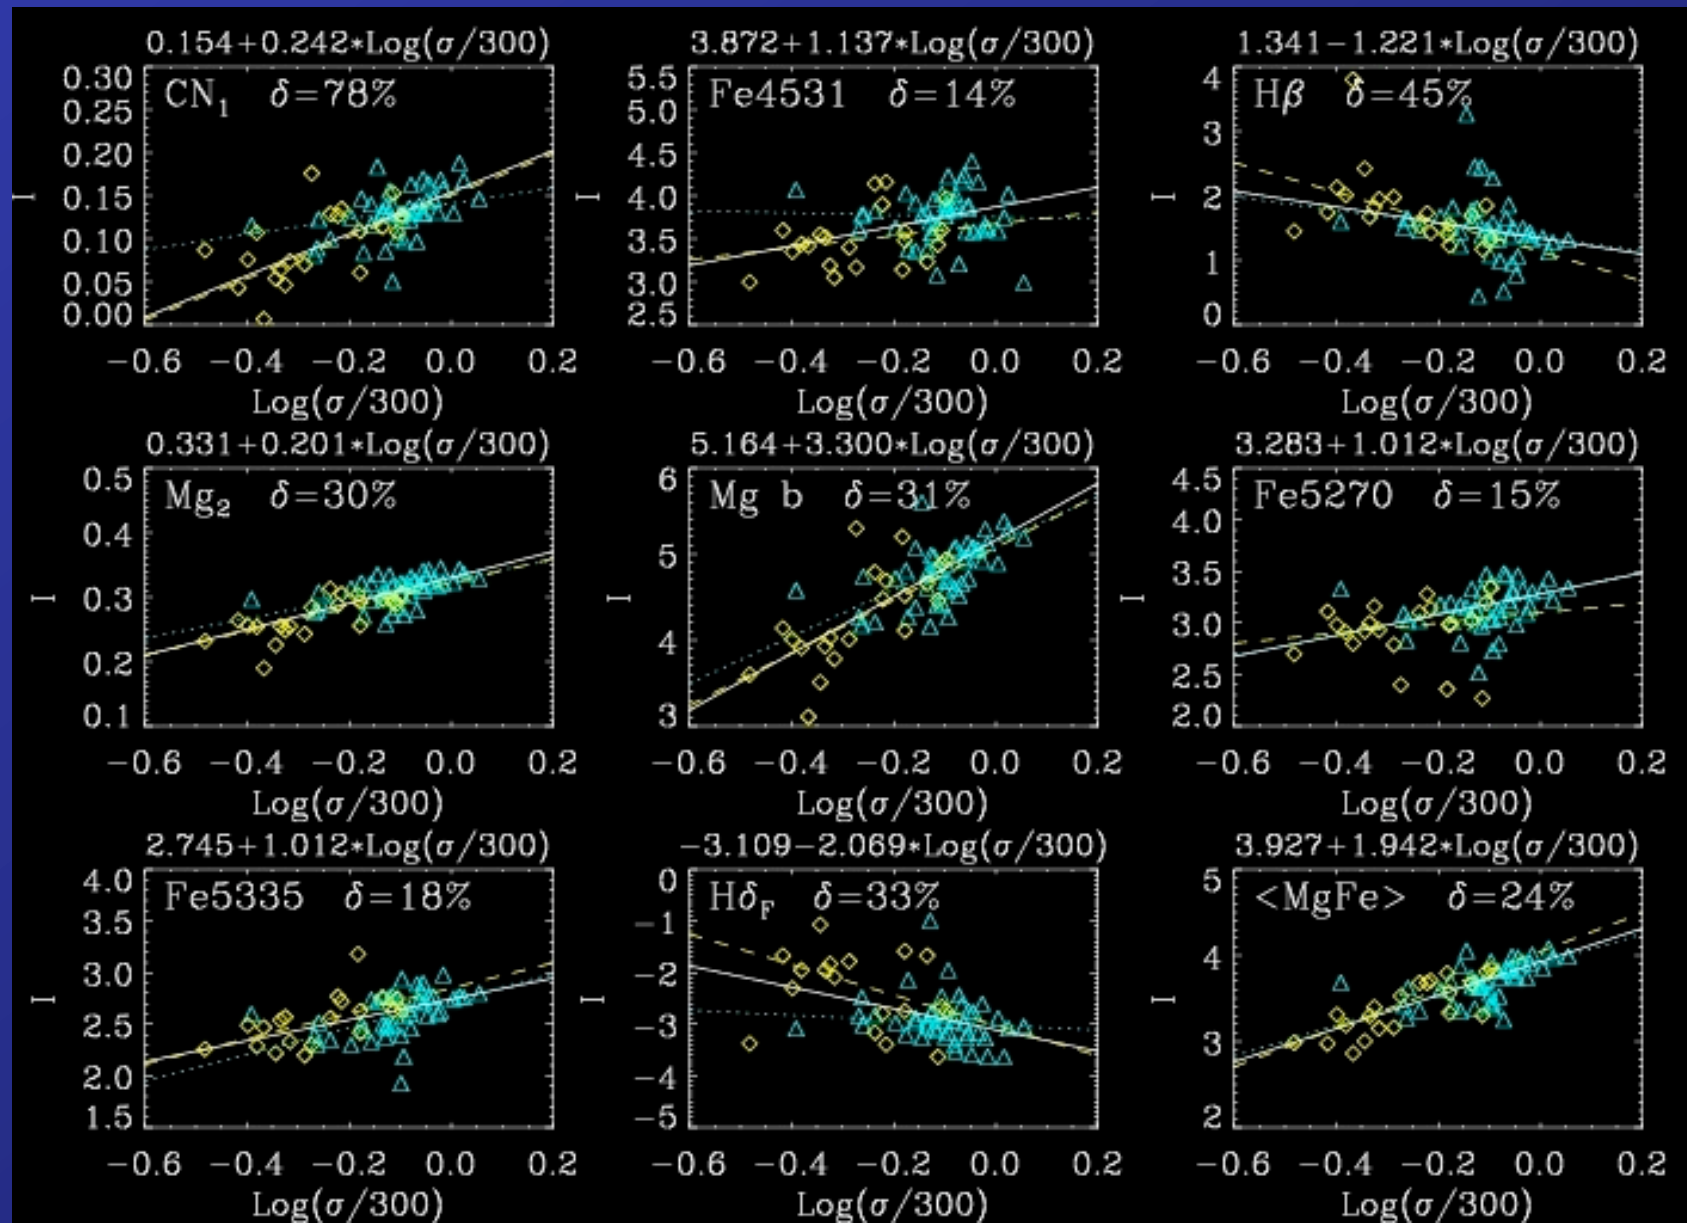 0.154+0.242*Log(σ/300) 3.872+1.137*Log(σ/300) 1.341−1.221*Log(σ/300)
CN₁ δ=78%
0.30
0.25
0.20
0.15
0.10
0.05
0.00
I
−0.6 −0.4 −0.2 0.0 0.2
Log(σ/300)
Fe4531 δ=14%
5.5
5.0
4.5
4.0
3.5
3.0
2.5
I
−0.6 −0.4 −0.2 0.0 0.2
Log(σ/300)
Hβ δ=45%
4
3
2
1
0
I
−0.6 −0.4 −0.2 0.0 0.2
Log(σ/300)
0.331+0.201*Log(σ/300) 5.164+3.300*Log(σ/300) 3.283+1.012*Log(σ/300)
Mg₂ δ=30%
0.5
0.4
0.3
0.2
0.1
I
−0.6 −0.4 −0.2 0.0 0.2
Log(σ/300)
Mg b δ=31%
6
5
4
3
I
−0.6 −0.4 −0.2 0.0 0.2
Log(σ/300)
Fe5270 δ=15%
4.5
4.0
3.5
3.0
2.5
2.0
I
−0.6 −0.4 −0.2 0.0 0.2
Log(σ/300)
2.745+1.012*Log(σ/300) −3.109−2.069*Log(σ/300) 3.927+1.942*Log(σ/300)
Fe5335 δ=18%
4.0
3.5
3.0
2.5
2.0
1.5
I
−0.6 −0.4 −0.2 0.0 0.2
Log(σ/300)
Hδ_F δ=33%
0
−1
−2
−3
−4
−5
I
−0.6 −0.4 −0.2 0.0 0.2
Log(σ/300)
<MgFe> δ=24%
5
4
3
2
I
−0.6 −0.4 −0.2 0.0 0.2
Log(σ/300)